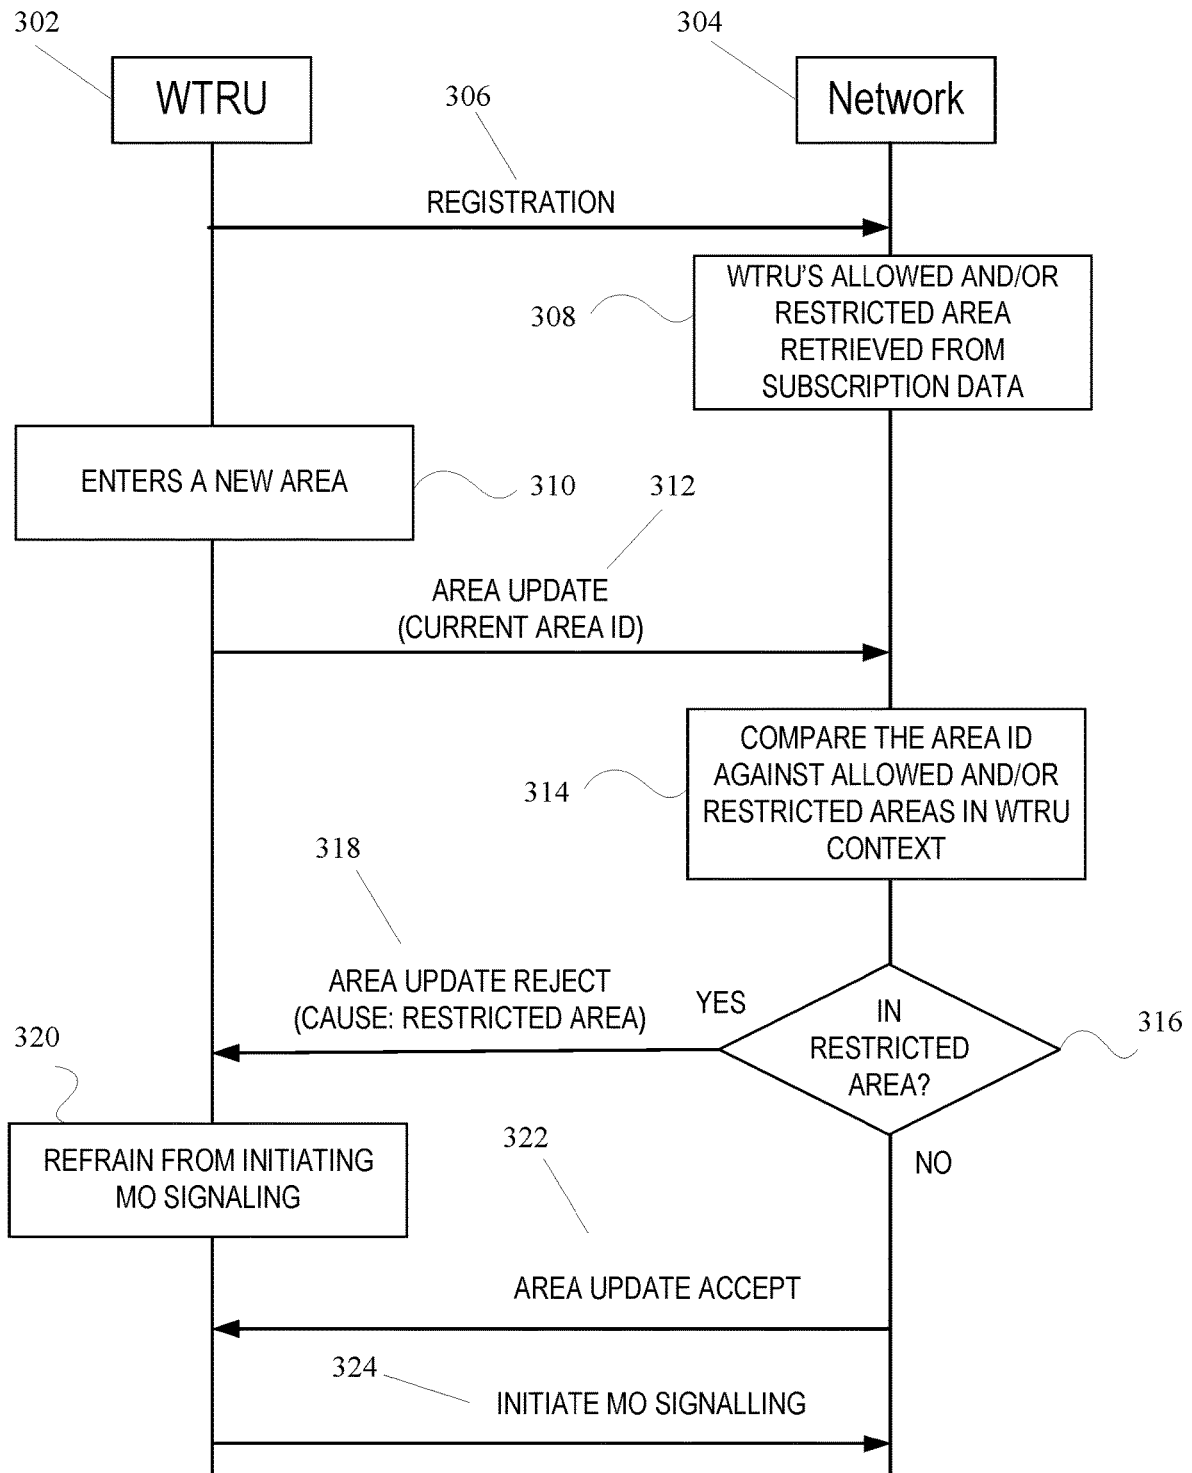 302
304
WTRU
Network
306
REGISTRATION
WTRU'S ALLOWED AND/OR
RESTRICTED AREA
RETRIEVED FROM
SUBSCRIPTION DATA
308
ENTERS A NEW AREA
310
312
AREA UPDATE
(CURRENT AREA ID)
COMPARE THE AREA ID
AGAINST ALLOWED AND/OR
RESTRICTED AREAS IN WTRU
CONTEXT
314
318
AREA UPDATE REJECT
(CAUSE: RESTRICTED AREA)
YES
IN
RESTRICTED
AREA?
316
320
REFRAIN FROM INITIATING
MO SIGNALING
322
NO
AREA UPDATE ACCEPT
324
INITIATE MO SIGNALLING